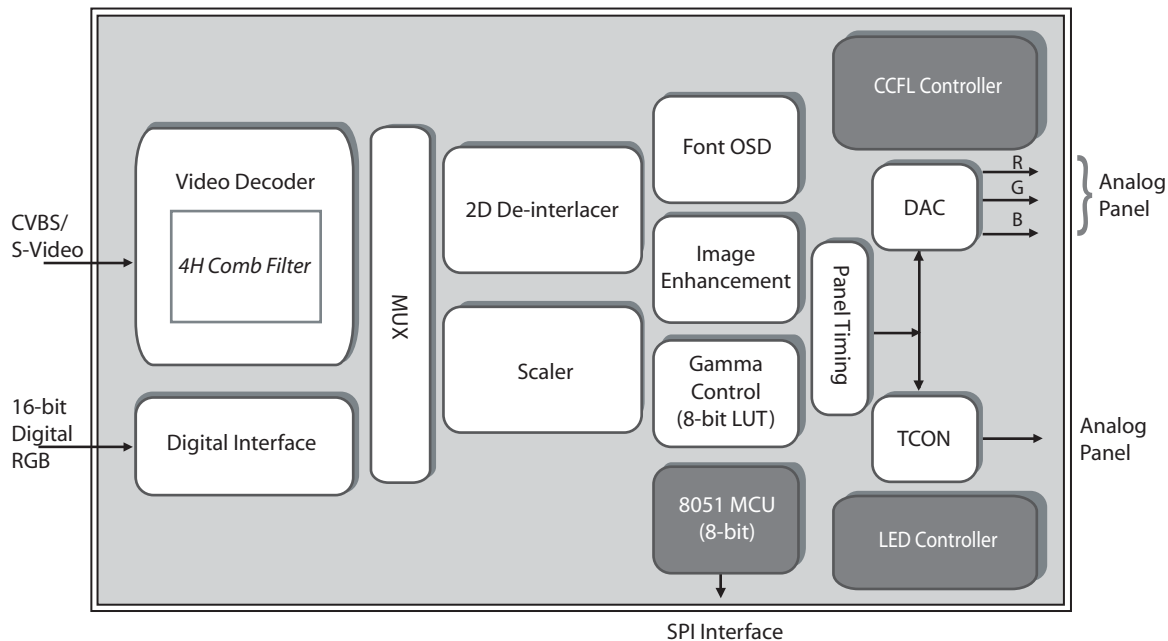 CCFL Controller
Font OSD
Video Decoder
4H Comb Filter
CVBS/
S-Video
MUX
2D De-interlacer
Image
Enhancement
DAC
R
G
B
Analog
Panel
Panel Timing
Scaler
Gamma
Control
(8-bit LUT)
16-bit
Digital
RGB
Digital Interface
TCON
Analog
Panel
8051 MCU
(8-bit)
LED Controller
SPI Interface